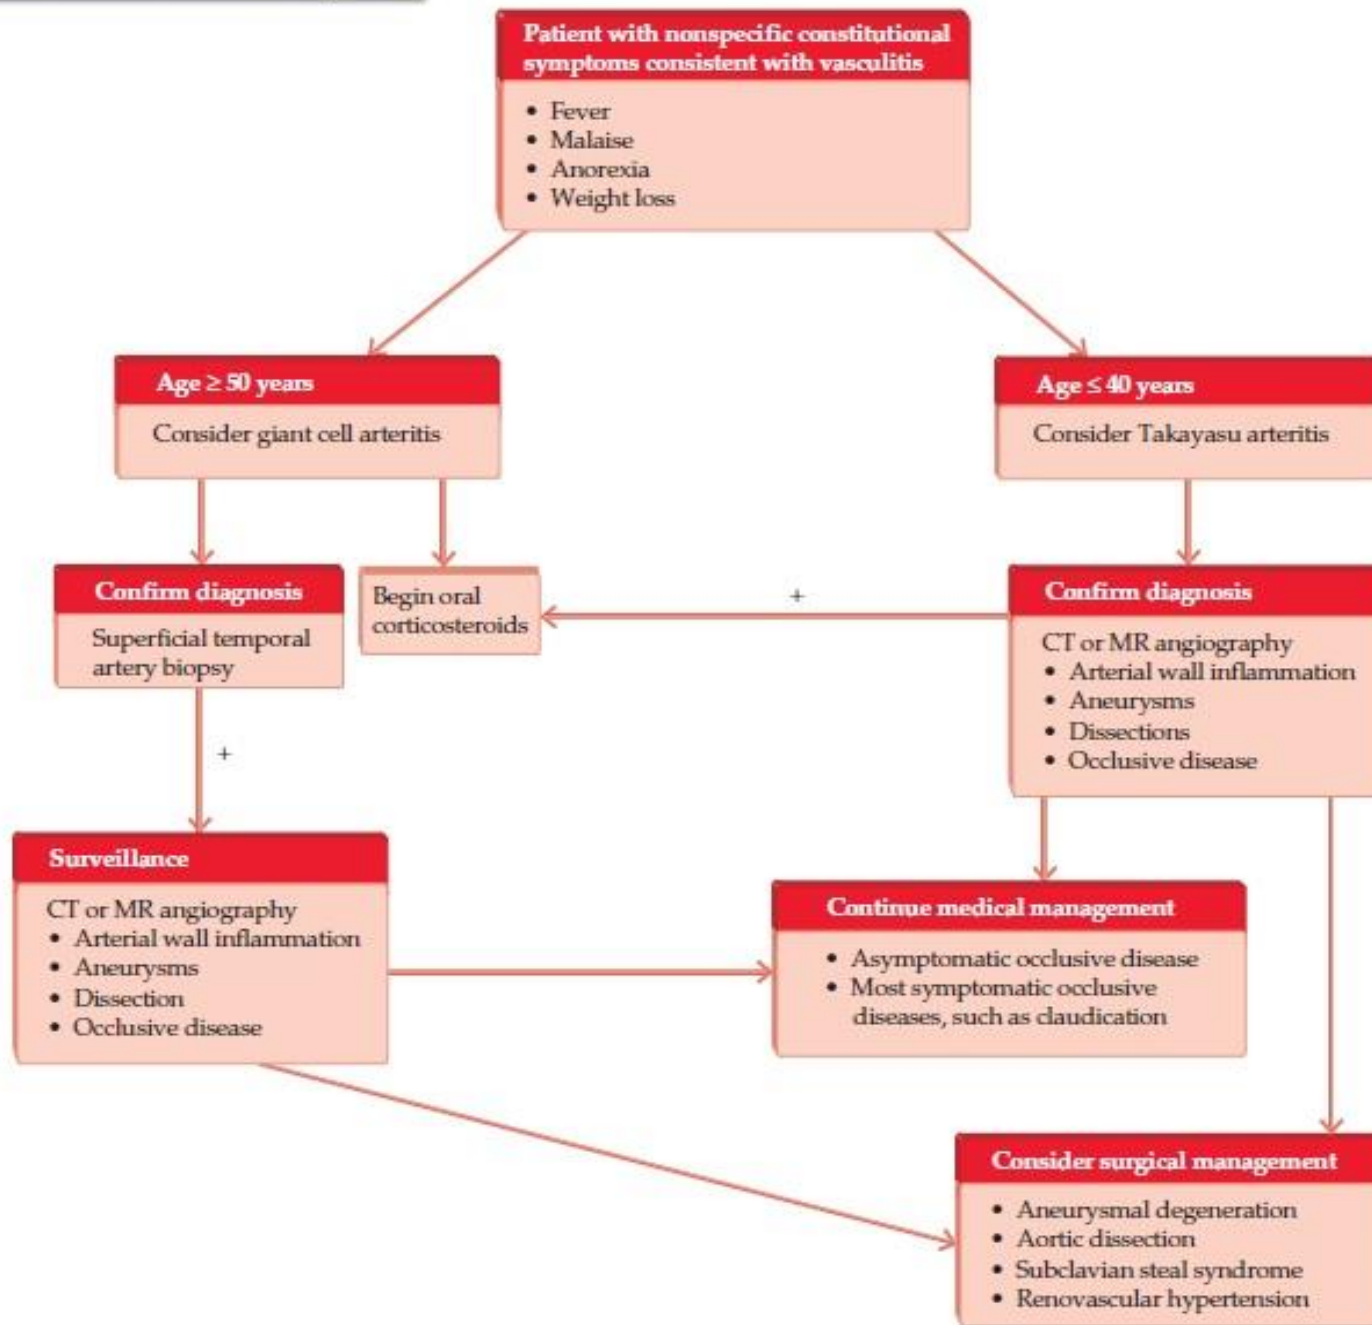 Patient with nonspecific constitutional
symptoms consistent with vasculitis
• Fever
• Malaise
• Anorexia
• Weight loss
Age ≥ 50 years
Consider giant cell arteritis
Age ≤ 40 years
Consider Takayasu arteritis
Confirm diagnosis
Superficial temporal
artery biopsy
Begin oral
corticosteroids
+
Confirm diagnosis
CT or MR angiography
• Arterial wall inflammation
• Aneurysms
• Dissections
• Occlusive disease
+
Surveillance
CT or MR angiography
• Arterial wall inflammation
• Aneurysms
• Dissection
• Occlusive disease
Continue medical management
• Asymptomatic occlusive disease
• Most symptomatic occlusive
diseases, such as claudication
Consider surgical management
• Aneurysmal degeneration
• Aortic dissection
• Subclavian steal syndrome
• Renovascular hypertension